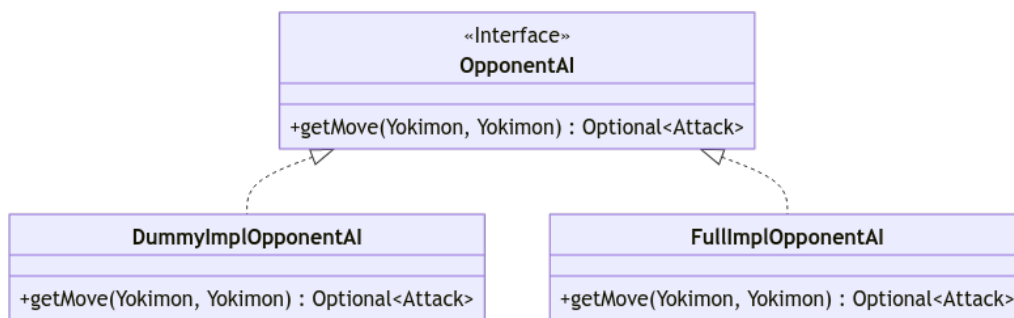 «Interface»
OpponentAI
+getMove(Yokimon, Yokimon) : Optional<Attack>
DummyImplOpponentAI
+getMove(Yokimon, Yokimon) : Optional<Attack>
FullImplOpponentAI
+getMove(Yokimon, Yokimon) : Optional<Attack>